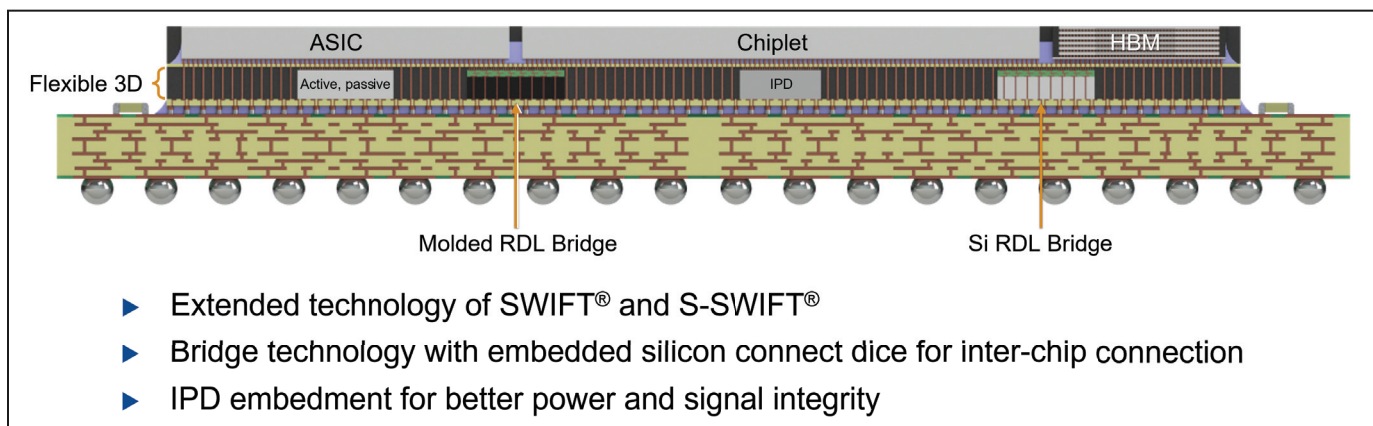 ASIC
Chiplet
HBM
Flexible 3D
Active, passive
IPD
Molded RDL Bridge
Si RDL Bridge
► Extended technology of SWIFT® and S-SWIFT®
► Bridge technology with embedded silicon connect dice for inter-chip connection
► IPD embedment for better power and signal integrity